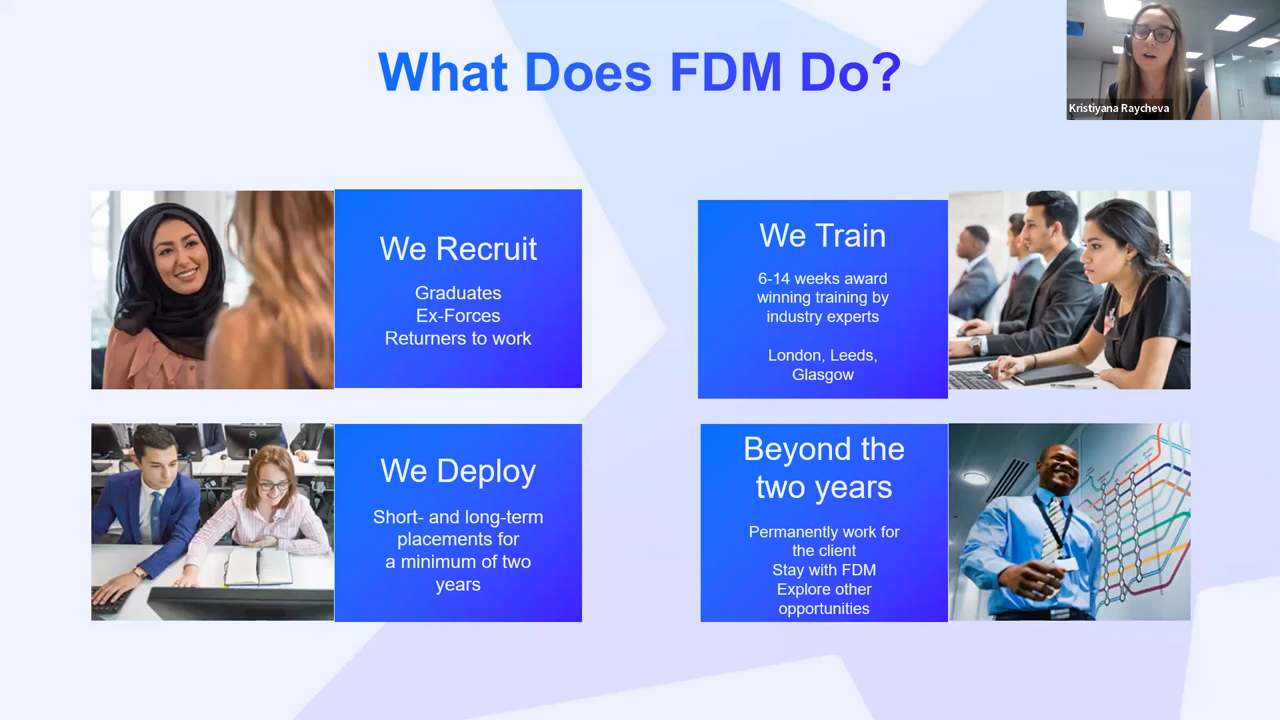 What Does FDM Do?
Kristiyana Raycheva
We Recruit
Graduates
Ex-Forces
Returners to work
We Train
6-14 weeks award
winning training by
industry experts
London, Leeds,
Glasgow
We Deploy
Short- and long-term
placements for
a minimum of two
years
Beyond the
two years
Permanently work for
the client
Stay with FDM
Explore other
opportunities